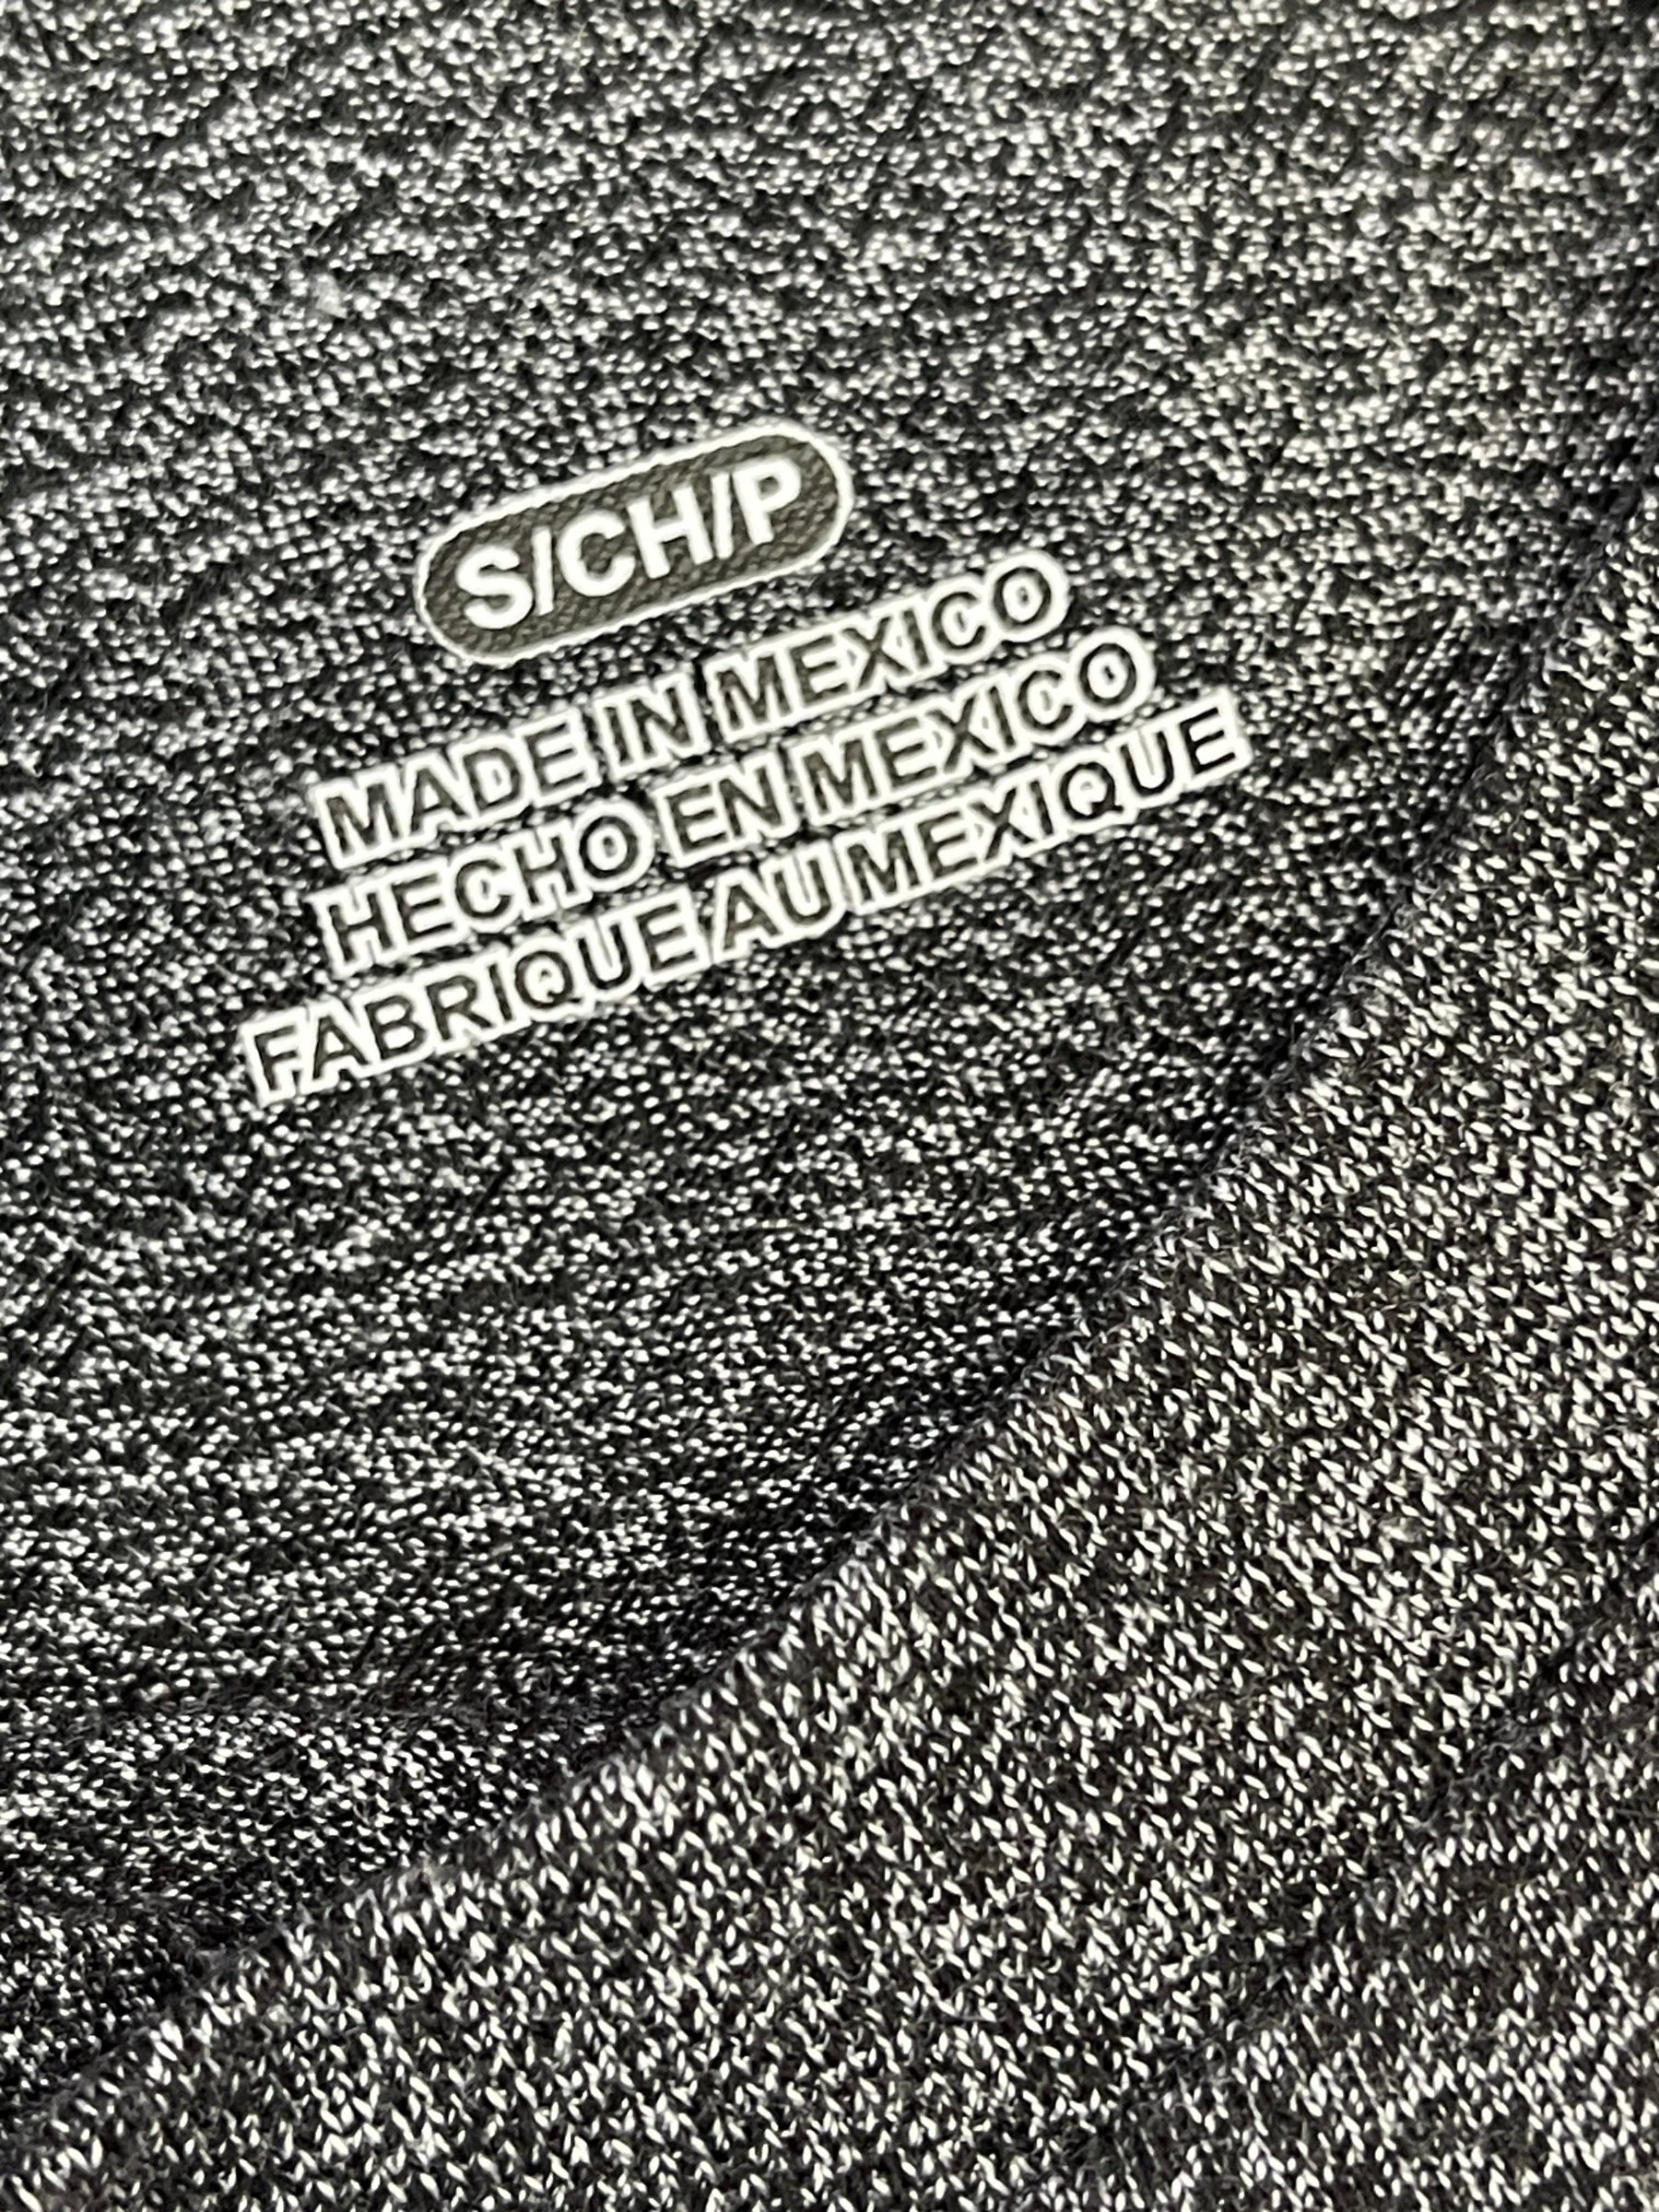 S/CH/P
MADE IN MEXICO
HECHO EN MEXICO
FABRIQUE AU MEXIQUE